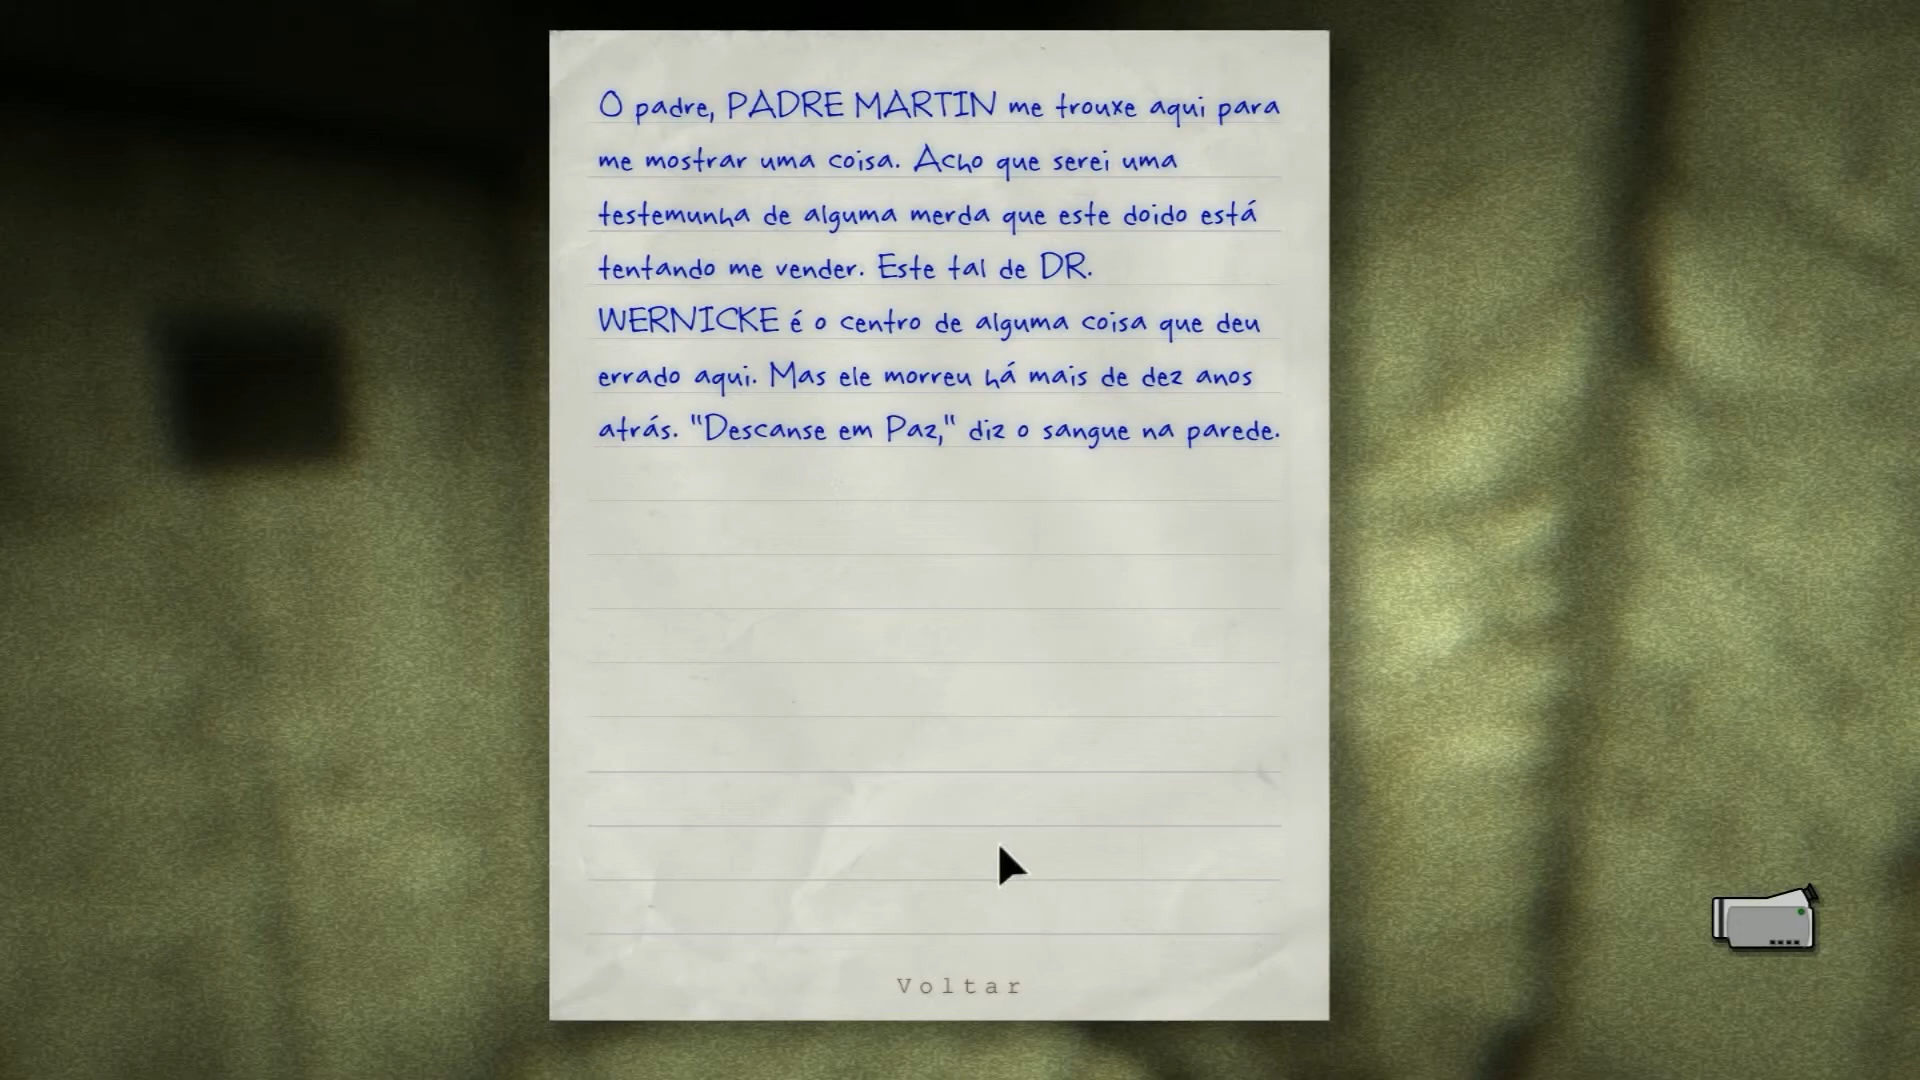 O padre, PADRE MARTIN me trouxe aqui para
me mostrar uma coisa. Acho que serei uma
testemunha de alguma merda que este doido está
tentando me vender. Este tal de DR.
WERNICKE é o centro de alguma coisa que deu
errado aqui. Mas ele morreu há mais de dez anos
atrás. "Descanse em Paz," diz o sangue na parede.
Voltar